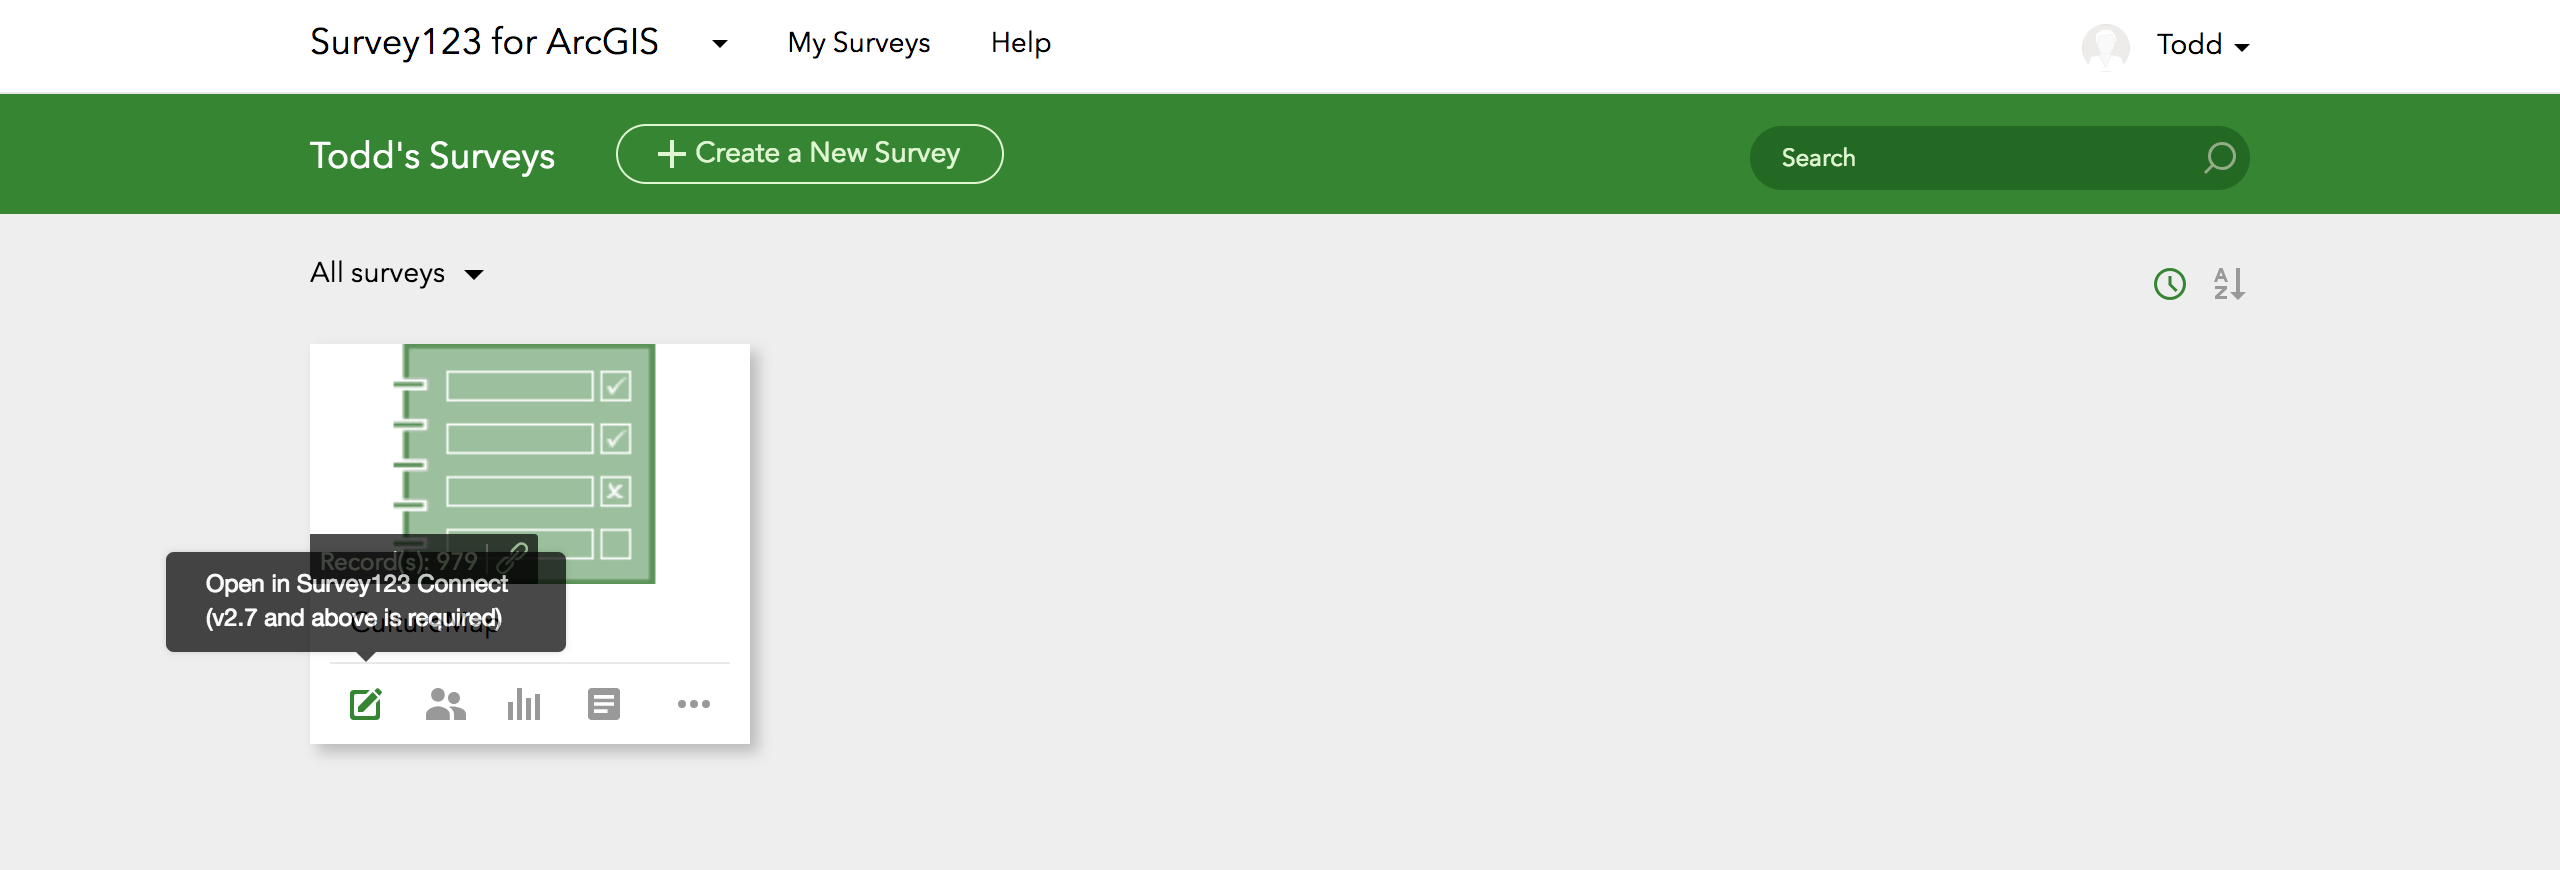 Survey123 for ArcGIS
My Surveys
Help
Todd
Todd's Surveys
Create a New Survey
Search
All surveys
A
Z
Record(s): 979
Open in Survey123 Connect
(v2.7 and above is required)
CultureMap